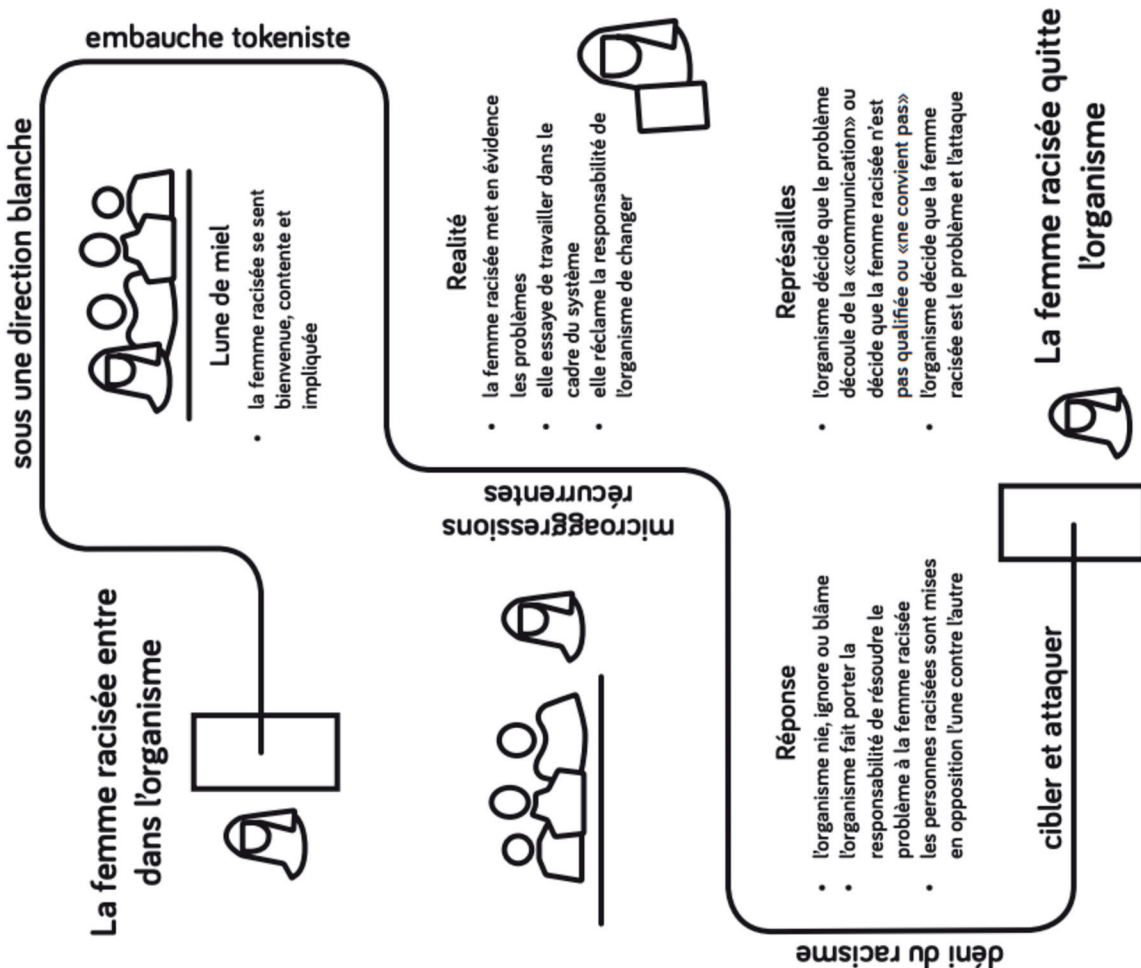 La femme racisée entre
dans l'organisme
sous une direction blanche
embauche tokeniste
Lune de miel
• la femme racisée se sent
bienvenue, contente et
impliquée
microaggressions
récurrentes
Realité
• la femme racisée met en évidence
les problèmes
• elle essaye de travailler dans le
cadre du système
• elle réclame la responsabilité de
l'organisme de changer
déni du racisme
Réponse
• l'organisme nie, ignore ou blâme
• l'organisme fait porter la
responsabilité de résoudre le
problème à la femme racisée
• les personnes racisées sont mises
en opposition l'une contre l'autre
cibler et attaquer
Représailles
• l'organisme décide que le problème
découle de la «communication» ou
décide que la femme racisée n'est
pas qualifiée ou «ne convient pas»
• l'organisme décide que la femme
racisée est le problème et l'attaque
La femme racisée quitte
l'organisme